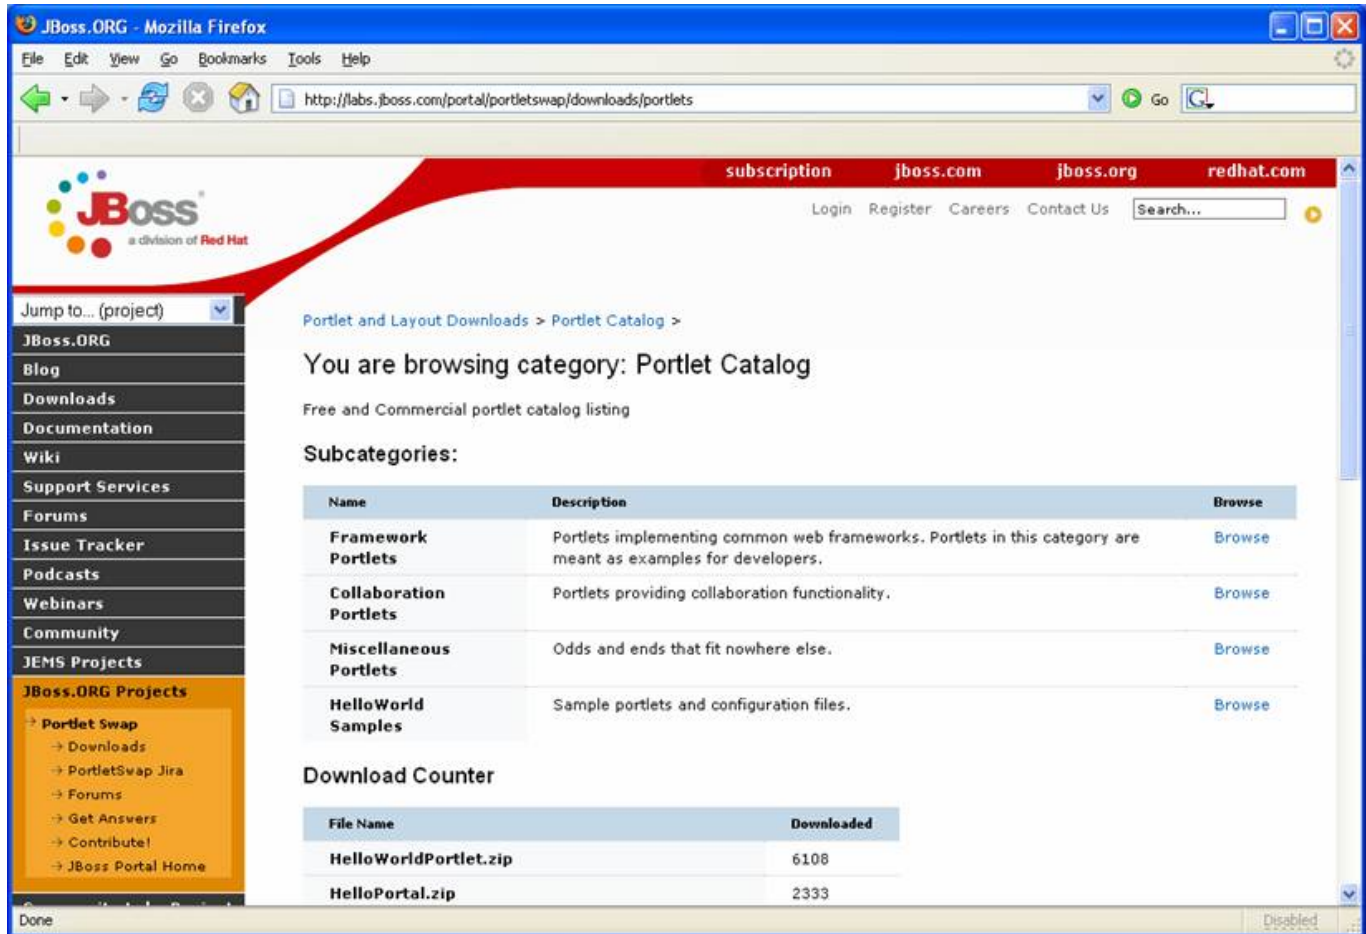 JBoss.ORG - Mozilla Firefox
File Edit View Go Bookmarks Tools Help
http://labs.jboss.com/portal/portletswap/downloads/portlets Go G
subscription jboss.com jboss.org redhat.com
Login Register Careers Contact Us Search...
JBoss
a division of Red Hat
Jump to... (project)
JBoss.ORG
Blog
Downloads
Documentation
Wiki
Support Services
Forums
Issue Tracker
Podcasts
Webinars
Community
JEMS Projects
JBoss.ORG Projects
Portlet Swap
Downloads
PortletSwap Jira
Forums
Get Answers
Contribute!
JBoss Portal Home
Portlet and Layout Downloads > Portlet Catalog >
You are browsing category: Portlet Catalog
Free and Commercial portlet catalog listing
Subcategories:
Name Description Browse
Framework Portlets implementing common web frameworks. Portlets in this category are Browse
Portlets meant as examples for developers.
Collaboration Portlets providing collaboration functionality. Browse
Portlets
Miscellaneous Odds and ends that fit nowhere else. Browse
Portlets
HelloWorld Sample portlets and configuration files. Browse
Samples
Download Counter
File Name Downloaded
HelloWorldPortlet.zip 6108
HelloPortal.zip 2333
Done Disabled